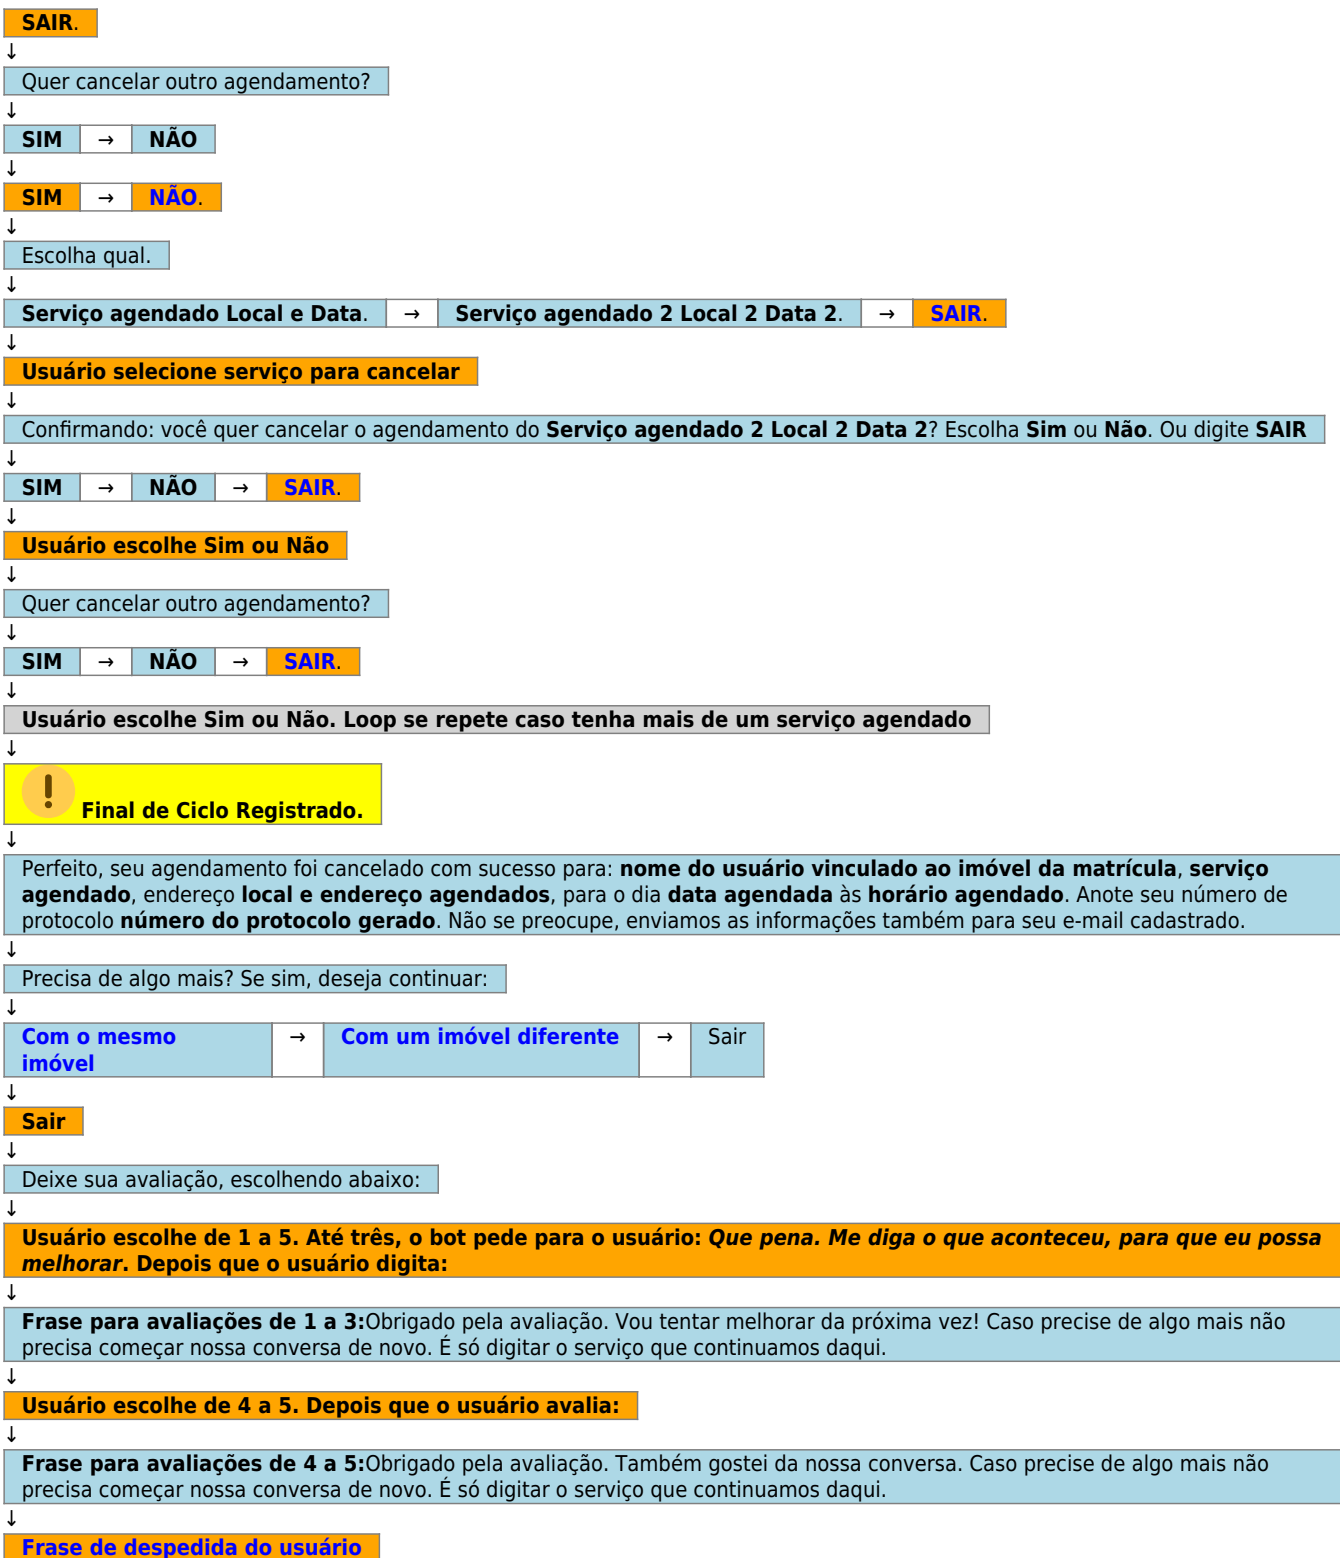 SAIR.
↓
Quer cancelar outro agendamento?
↓
SIM → NÃO
↓
SIM → NÃO.
↓
Escolha qual.
↓
Serviço agendado Local e Data. → Serviço agendado 2 Local 2 Data 2. → SAIR.
↓
Usuário selecione serviço para cancelar
↓
Confirmando: você quer cancelar o agendamento do Serviço agendado 2 Local 2 Data 2? Escolha Sim ou Não. Ou digite SAIR
↓
SIM → NÃO → SAIR.
↓
Usuário escolhe Sim ou Não
↓
Quer cancelar outro agendamento?
↓
SIM → NÃO → SAIR.
↓
Usuário escolhe Sim ou Não. Loop se repete caso tenha mais de um serviço agendado
↓
! Final de Ciclo Registrado.
↓
Perfeito, seu agendamento foi cancelado com sucesso para: nome do usuário vinculado ao imóvel da matrícula, serviço
agendado, endereço local e endereço agendados, para o dia data agendada às horário agendado. Anote seu número de
protocolo número do protocolo gerado. Não se preocupe, enviamos as informações também para seu e-mail cadastrado.
↓
Precisa de algo mais? Se sim, deseja continuar:
↓
Com o mesmo → Com um imóvel diferente → Sair
imóvel
↓
Sair
↓
Deixe sua avaliação, escolhendo abaixo:
↓
Usuário escolhe de 1 a 5. Até três, o bot pede para o usuário: Que pena. Me diga o que aconteceu, para que eu possa
melhorar. Depois que o usuário digita:
↓
Frase para avaliações de 1 a 3:Obrigado pela avaliação. Vou tentar melhorar da próxima vez! Caso precise de algo mais não
precisa começar nossa conversa de novo. É só digitar o serviço que continuamos daqui.
↓
Usuário escolhe de 4 a 5. Depois que o usuário avalia:
↓
Frase para avaliações de 4 a 5:Obrigado pela avaliação. Também gostei da nossa conversa. Caso precise de algo mais não
precisa começar nossa conversa de novo. É só digitar o serviço que continuamos daqui.
↓
Frase de despedida do usuário